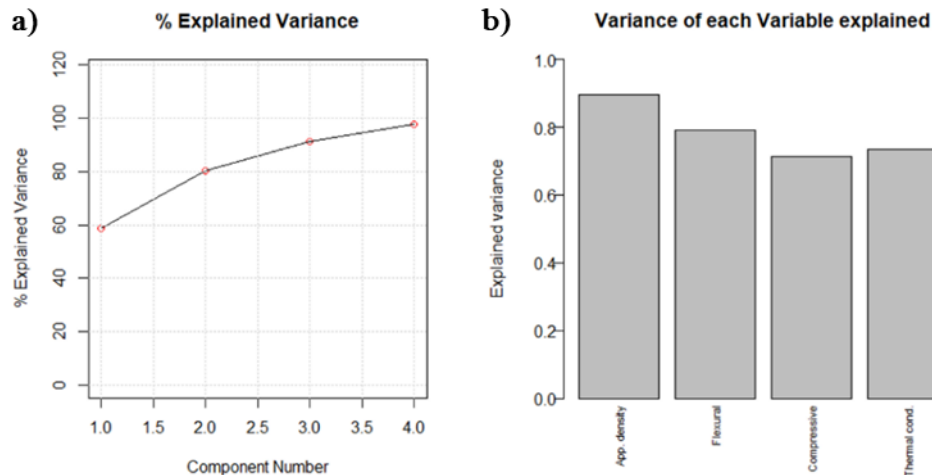 a)
% Explained Variance
% Explained Variance
120
100
80
60
40
20
0
1.0 1.5 2.0 2.5 3.0 3.5 4.0
Component Number
b)
Variance of each Variable explained
Explained variance
1.0
0.8
0.6
0.4
0.2
0.0
App. density
Flexural
Compressive
Thermal cond.